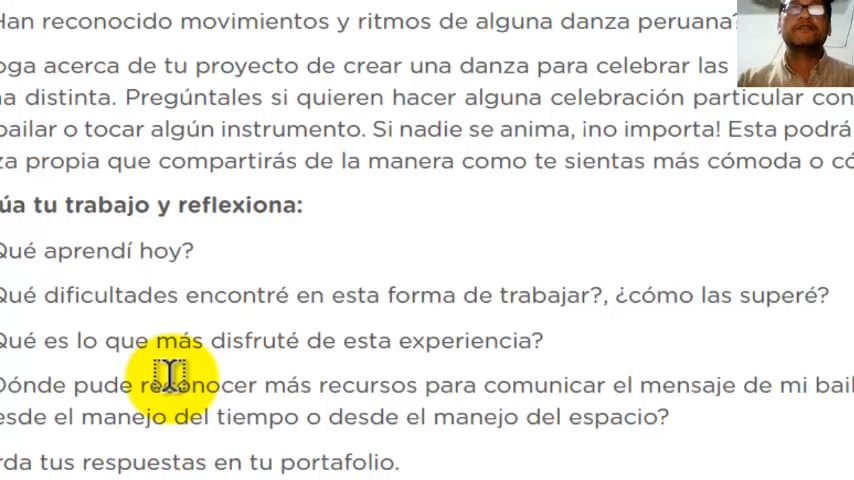 Han reconocido movimientos y ritmos de alguna danza peruana?
oga acerca de tu proyecto de crear una danza para celebrar las
a distinta. Pregúntales si quieren hacer alguna celebración particular con
bailar o tocar algún instrumento. Si nadie se anima, ¡no importa! Esta podrá
za propia que compartirás de la manera como te sientas más cómoda o có
úa tu trabajo y reflexiona:
Qué aprendí hoy?
Qué dificultades encontré en esta forma de trabajar?, ¿cómo las superé?
Qué es lo que más disfruté de esta experiencia?
Dónde pude reconocer más recursos para comunicar el mensaje de mi bail
esde el manejo del tiempo o desde el manejo del espacio?
rda tus respuestas en tu portafolio.